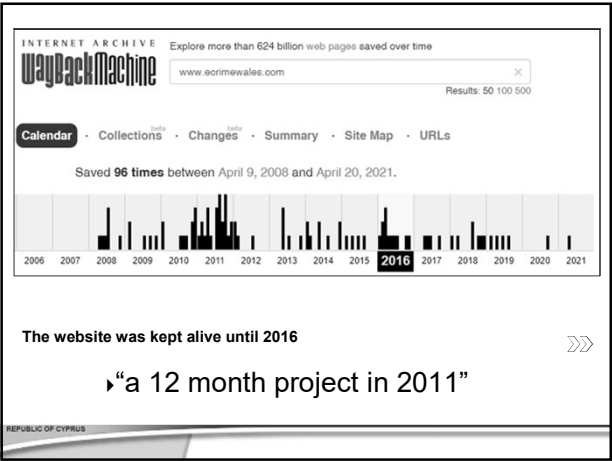 INTERNET ARCHIVE
WayBackMachine
Explore more than 624 billion web pages saved over time
www.ecrimewales.com
Results: 50 100 500
Calendar · Collections beta · Changes beta · Summary · Site Map · URLs
Saved 96 times between April 9, 2008 and April 20, 2021.
2006 2007 2008 2009 2010 2011 2012 2013 2014 2015 2016 2017 2018 2019 2020 2021
The website was kept alive until 2016
“a 12 month project in 2011”
REPUBLIC OF CYPRUS